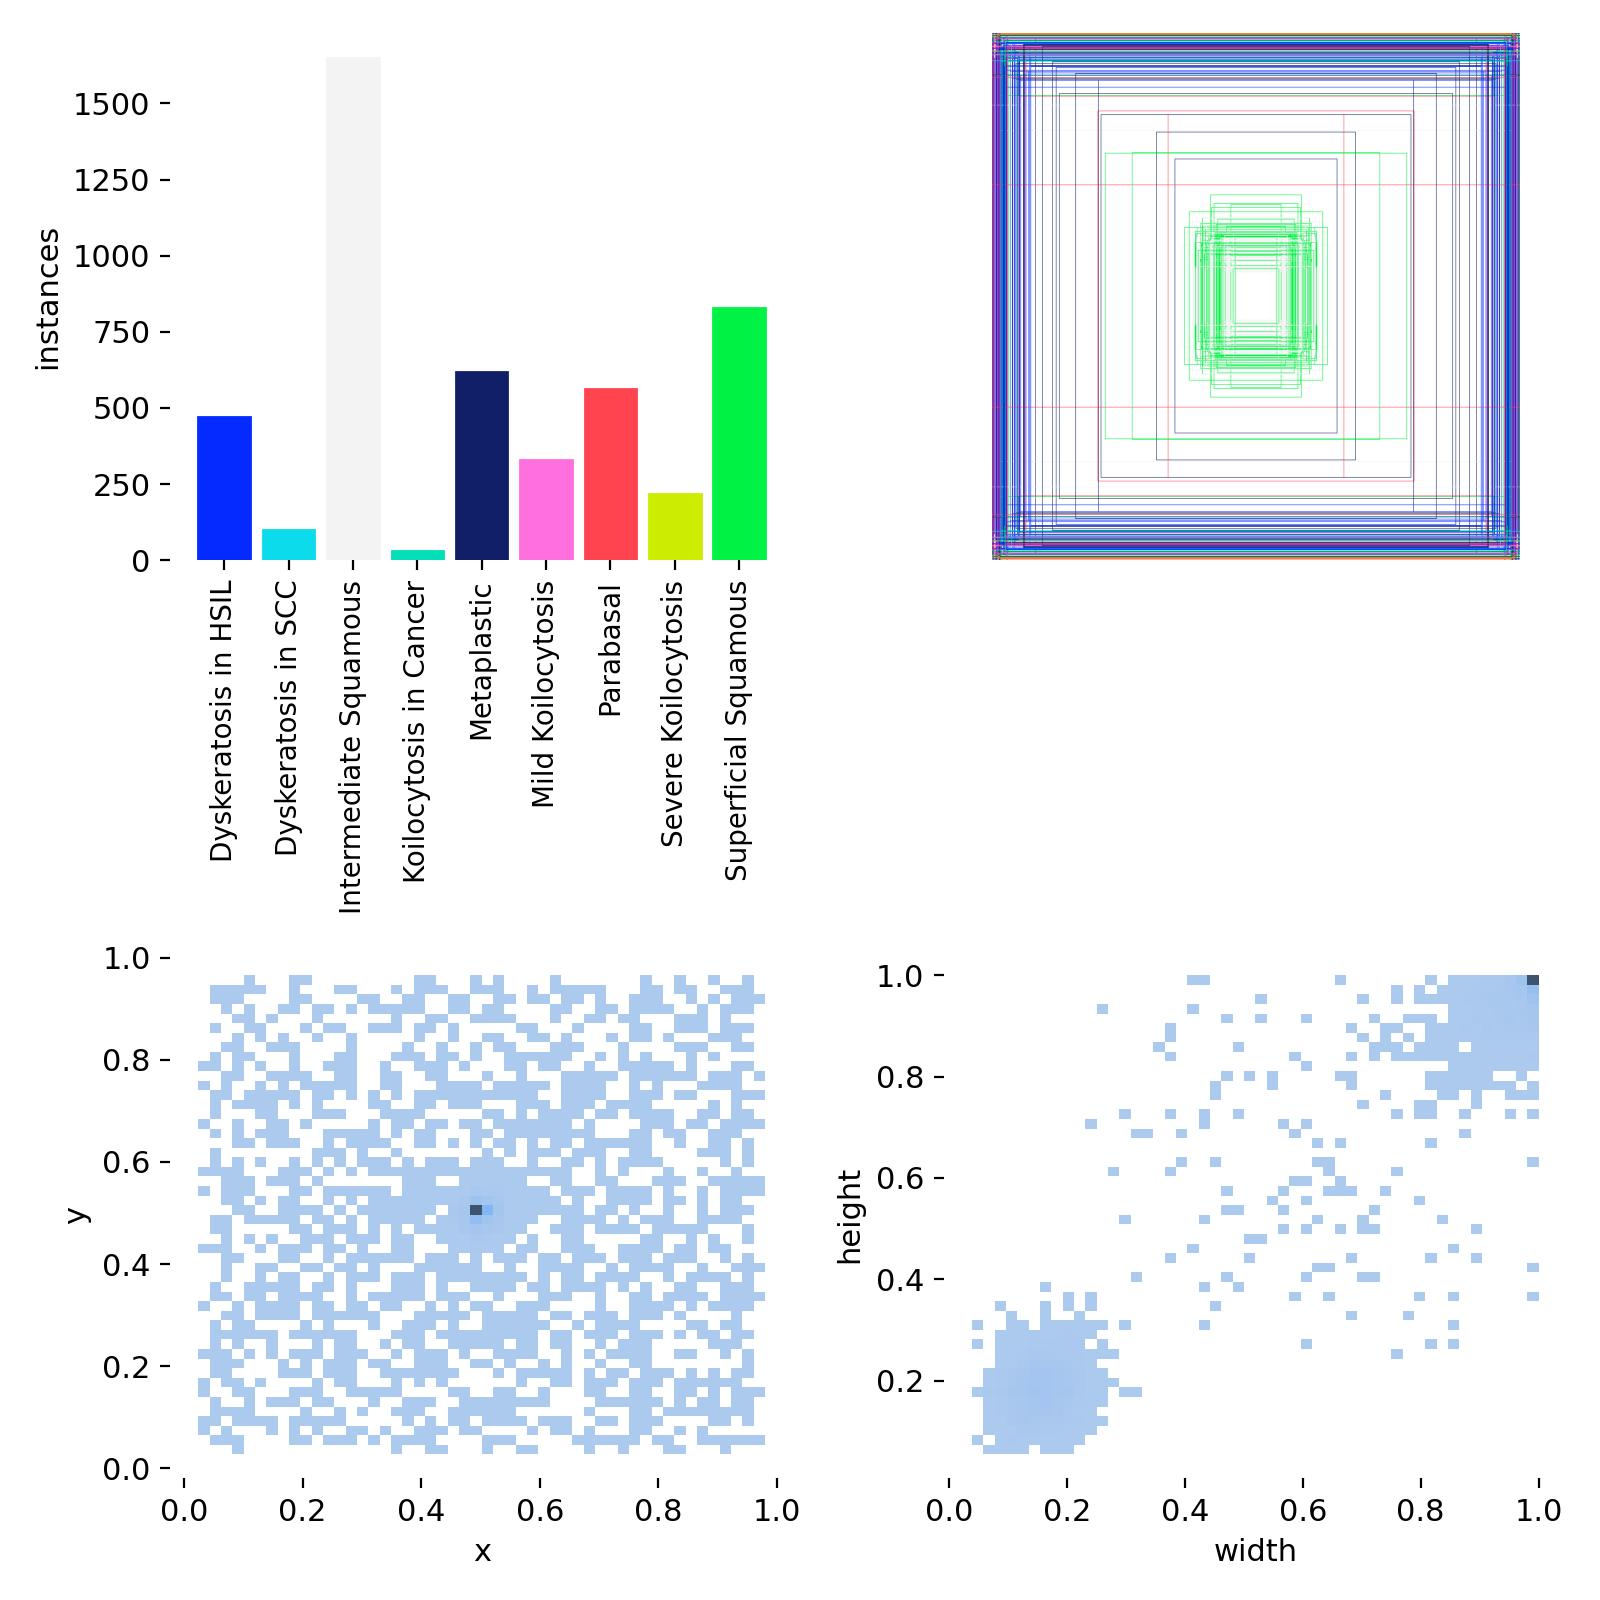 instances
1500
1250
1000
750
500
250
0
Dyskeratosis in HSIL
Dyskeratosis in SCC
Intermediate Squamous
Koilocytosis in Cancer
Metaplastic
Mild Koilocytosis
Parabasal
Severe Koilocytosis
Superficial Squamous
y
1.0
0.8
0.6
0.4
0.2
0.0
0.0 0.2 0.4 0.6 0.8 1.0
x
height
1.0
0.8
0.6
0.4
0.2
0.0 0.2 0.4 0.6 0.8 1.0
width